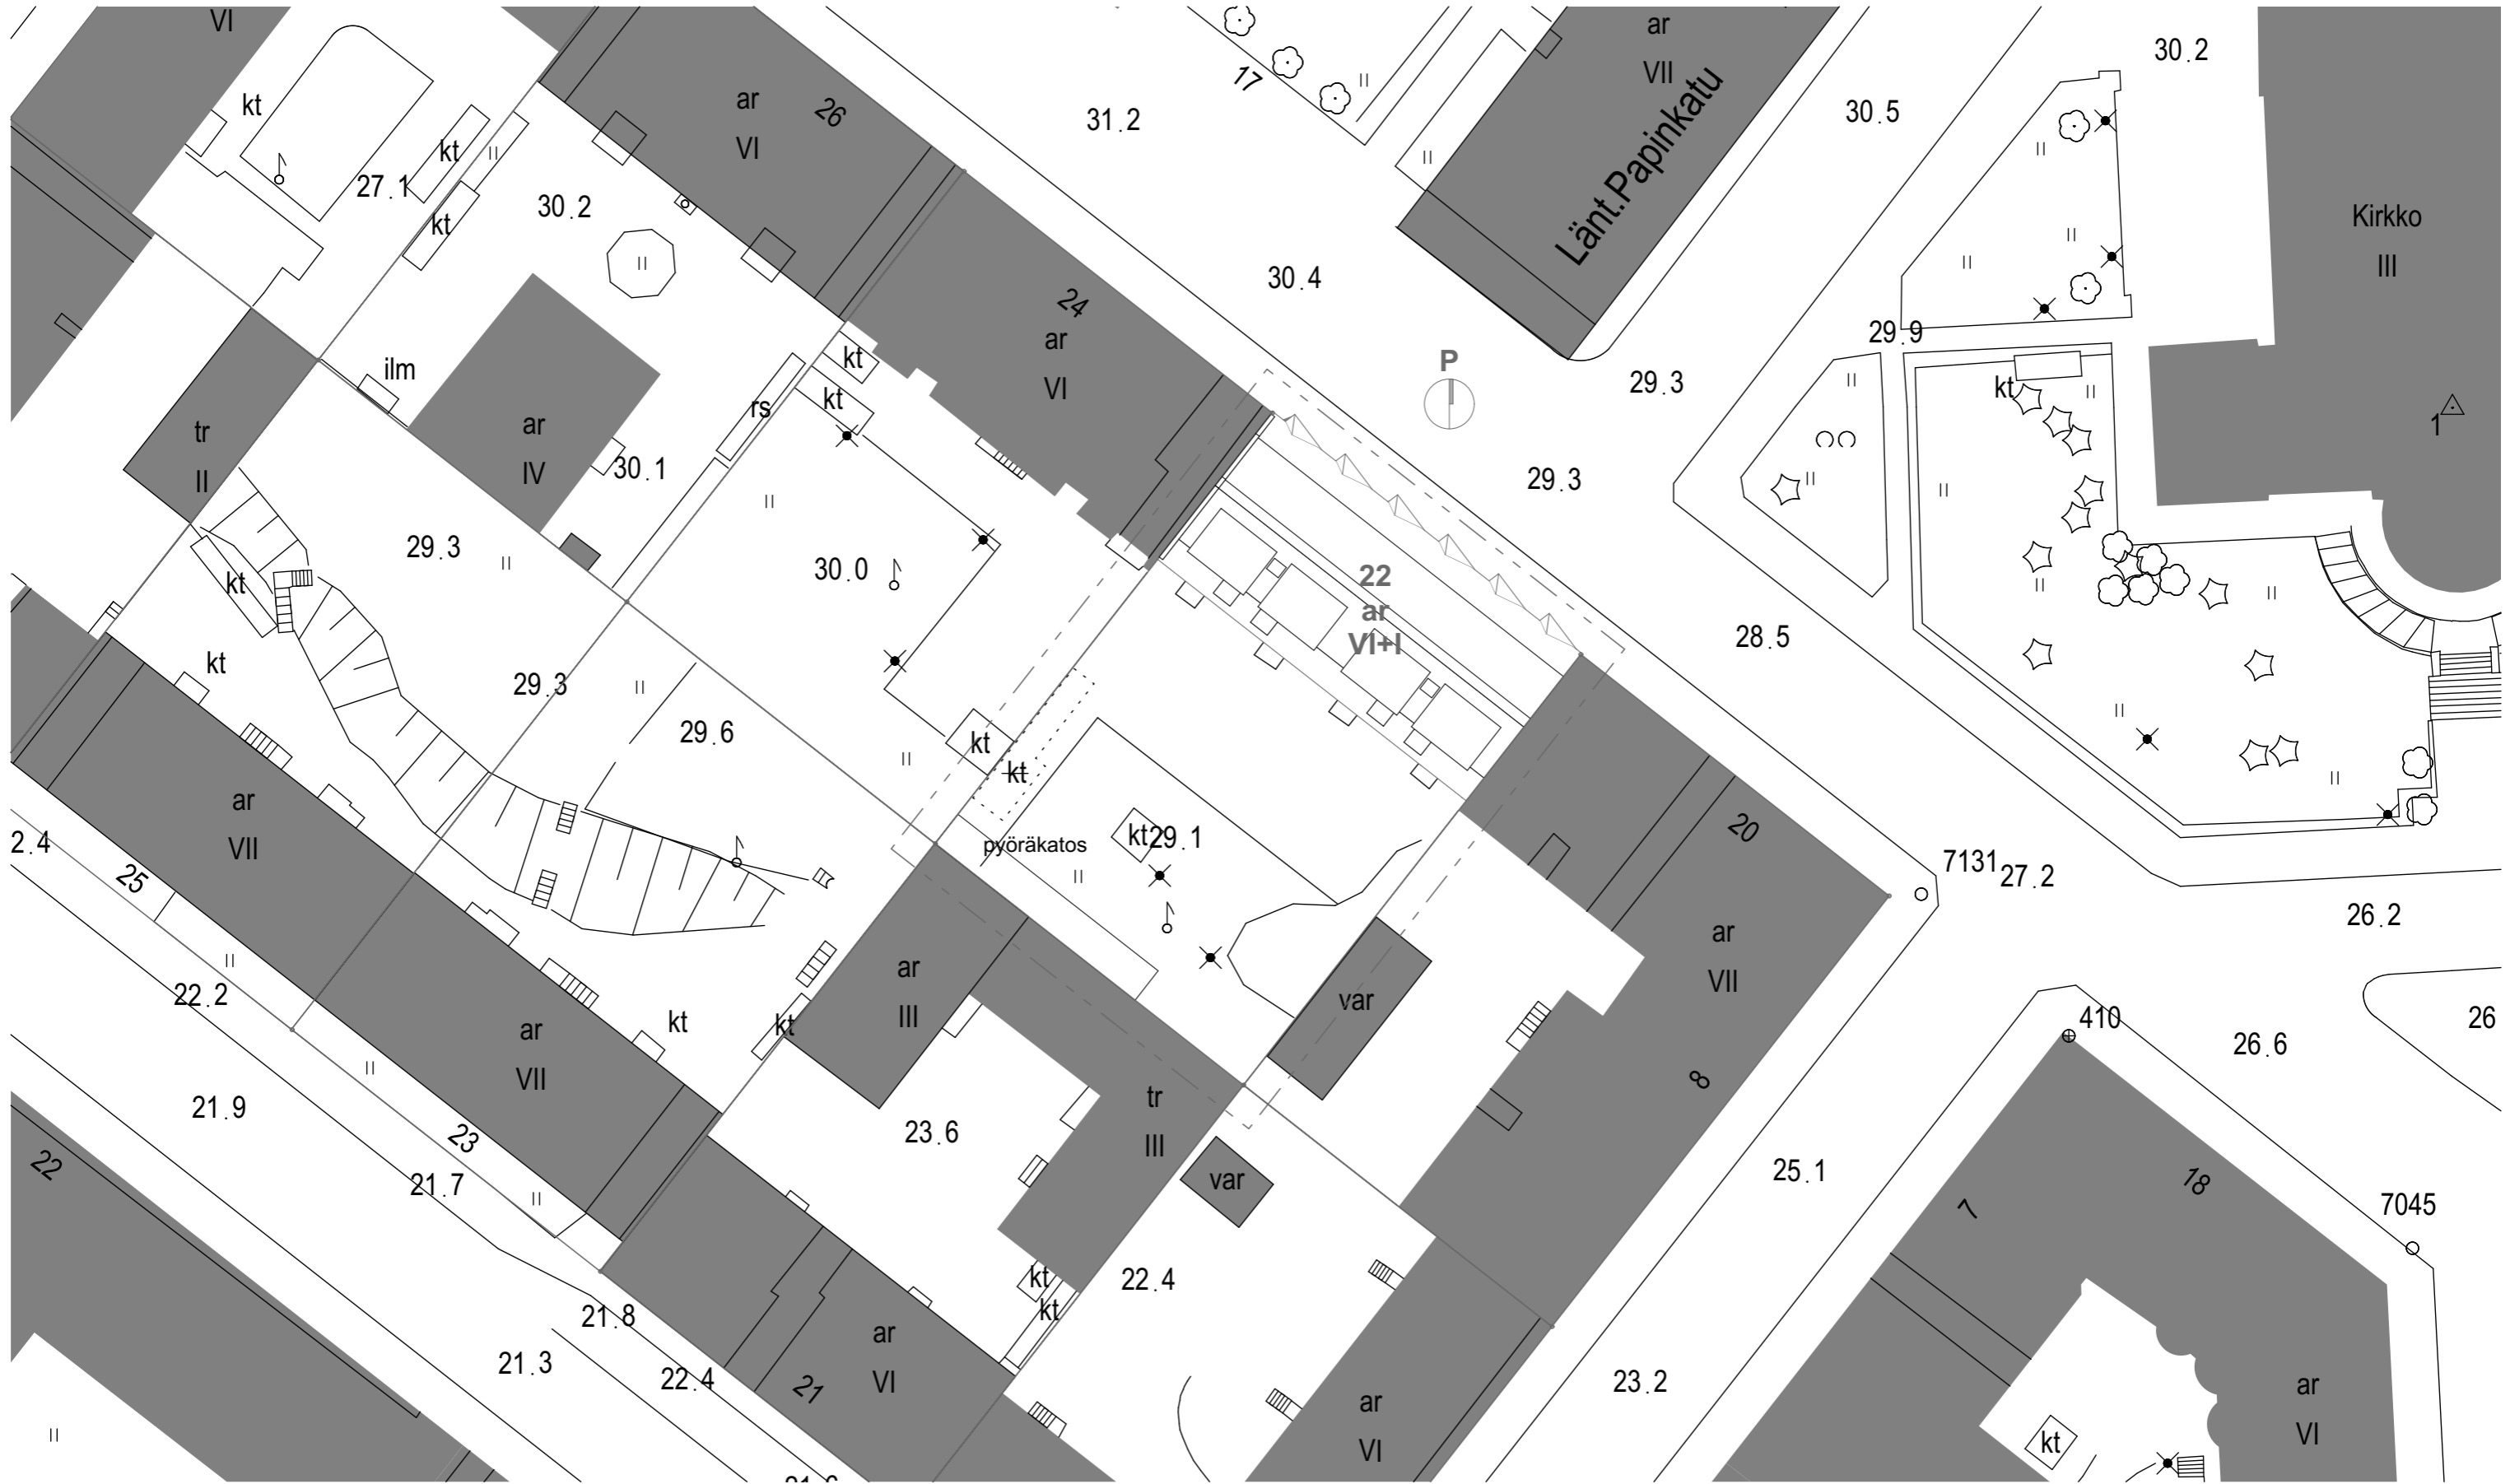 VI
ar
VI
26
17
31.2
ar
VII
Länt.Papinkatu
30.5
30.2
kt
27.1
kt
kt
30.2
Kirkko
III
30.4
24
ar
VI
29.9
P
29.3
kt
1
ilm
rs
kt
kt
tr
II
ar
IV
30.1
29.3
29.3
kt
30.0
22
ar
VI+I
28.5
kt
29.3
29.6
kt
kt
pyöräkatos
kt
29.1
20
7131
27.2
ar
VII
2.4
25
26.2
ar
VII
22.2
ar
VII
ar
III
var
kt
kt
410
26.6
26
21.9
23
22
21.7
23.6
tr
III
8
var
25.1
7
18
7045
kt
kt
22.4
21.8
21.3
22.4
21
ar
VI
23.2
ar
VI
kt
ar
VI